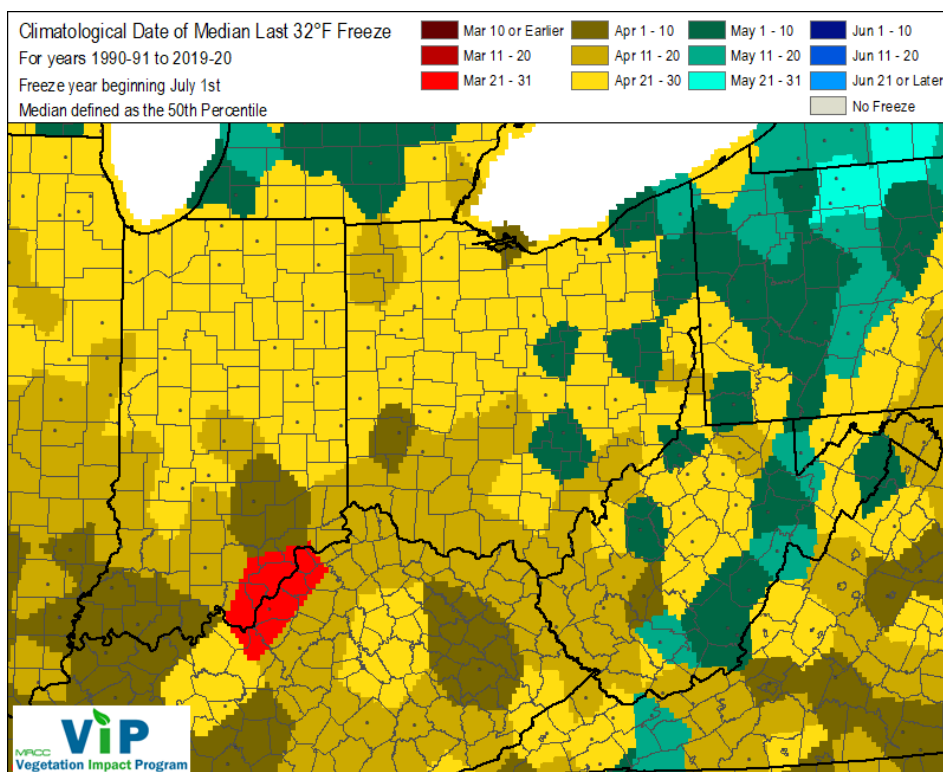 Climatological Date of Median Last 32°F Freeze
For years 1990-91 to 2019-20
Freeze year beginning July 1st
Median defined as the 50th Percentile
Mar 10 or Earlier
Mar 11 - 20
Mar 21 - 31
Apr 1 - 10
Apr 11 - 20
Apr 21 - 30
May 1 - 10
May 11 - 20
May 21 - 31
Jun 1 - 10
Jun 11 - 20
Jun 21 or Later
No Freeze
MRCC ViP
Vegetation Impact Program